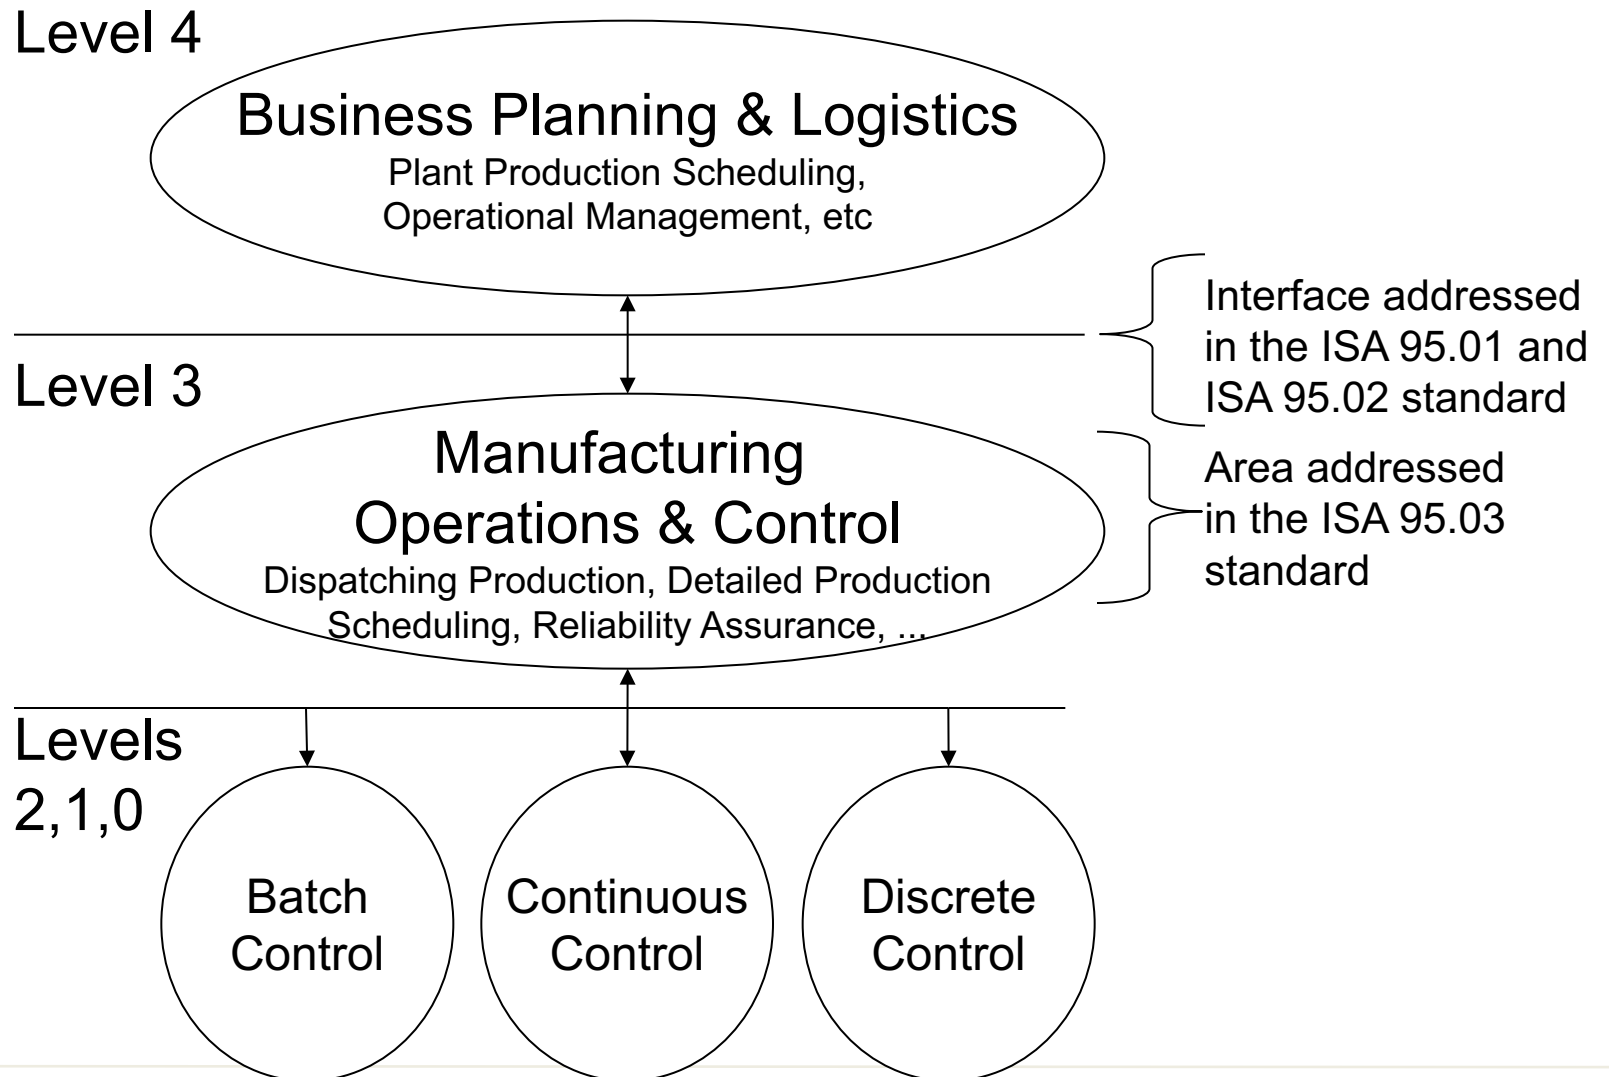 Level 4
Business Planning & Logistics
Plant Production Scheduling,
Operational Management, etc
Interface addressed
in the ISA 95.01 and
ISA 95.02 standard
Level 3
Manufacturing
Operations & Control
Dispatching Production, Detailed Production
Scheduling, Reliability Assurance, ...
Area addressed
in the ISA 95.03
standard
Levels
2,1,0
Batch
Control
Continuous
Control
Discrete
Control